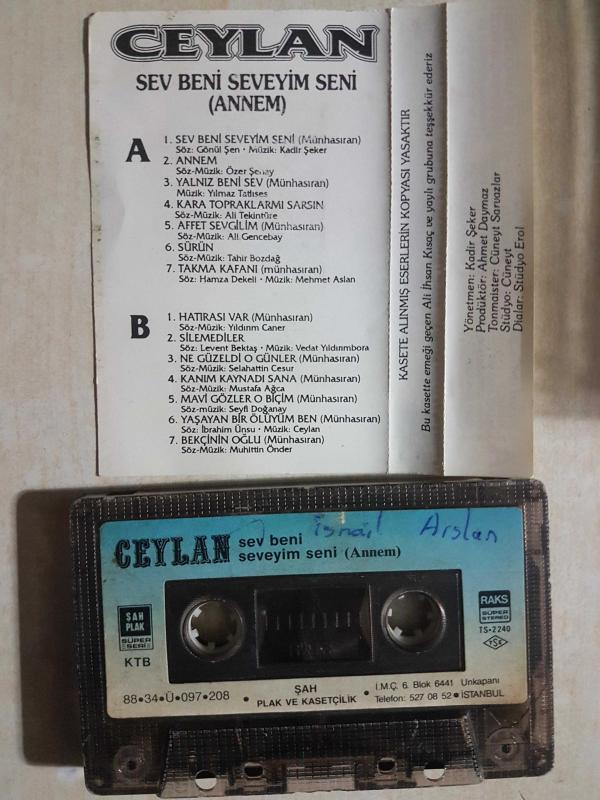 CEYLAN
SEV BENİ SEVEYİM SENİ
(ANNEM)
A
1. SEV BENİ SEVEYİM SENİ (Münhasıran)
Söz: Gönül Şen • Müzik: Kadir Şeker
2. ANNEM
Söz-Müzik: Özer Şenay
3. YALNIZ BENİ SEV (Münhasıran)
Müzik: Yılmaz Tatlıses
4. KARA TOPRAKLARMI SARSIN
Söz-Müzik: Ali Tekintüre
5. AFFET SEVGİLİM (Münhasıran)
Söz-Müzik: Ali Gencebay
6. SÜRÜN
Söz-Müzik: Tahir Bozdağ
7. TAKMA KAFANI (münhasıran)
Söz: Hamza Dekeli • Müzik: Mehmet Aslan
B
1. HATIRASI VAR (Münhasıran)
Söz-Müzik: Yıldırım Caner
2. SİLEMEDİLER
Söz: Levent Bektaş • Müzik: Vedat Yıldırımbora
3. NE GÜZELDİ O GÜNLER (Münhasıran)
Söz-Müzik: Selahattin Cesur
4. KANIM KAYNADI SANA (Münhasıran)
Söz-Müzik: Mustafa Ağca
5. MAVİ GÖZLER O BİÇİM (Münhasıran)
Söz-müzik: Seyfi Doğanay
6. YAŞAYAN BİR ÖLÜYÜM BEN (Münhasıran)
Söz: İbrahim Ünsu • Müzik: Ceylan
7. BEKÇİNİN OĞLU (Münhasıran)
Söz-Müzik: Muhittin Önder
KASETE ALINMIŞ ESERLERİN KOPYASI YASAKTIR
Bu kasette emeği geçen Ali İhsan Kısaç ve yaylı grubuna teşşekkür ederiz
Yönetmen: Kadir Şeker
Prodüktör: Ahmet Daymaz
Tonmaister: Cüneyt Sarvazlar
Stüdyo: Cüneyt
Dialar: Stüdyo Erol
ismail Arslan
CEYLAN sev beni
seveyim seni (Annem)
ŞAH
PLAK
SÜPER
SERİ
KTB
RAKS
SÜPER
STEREO
TS-2240
TSE
88•34•Ü•097•208
• ŞAH
PLAK VE KASETÇİLİK
• İ.M.Ç. 6. Blok 6441 Unkapanı
Telefon: 527 08 52 • İSTANBUL